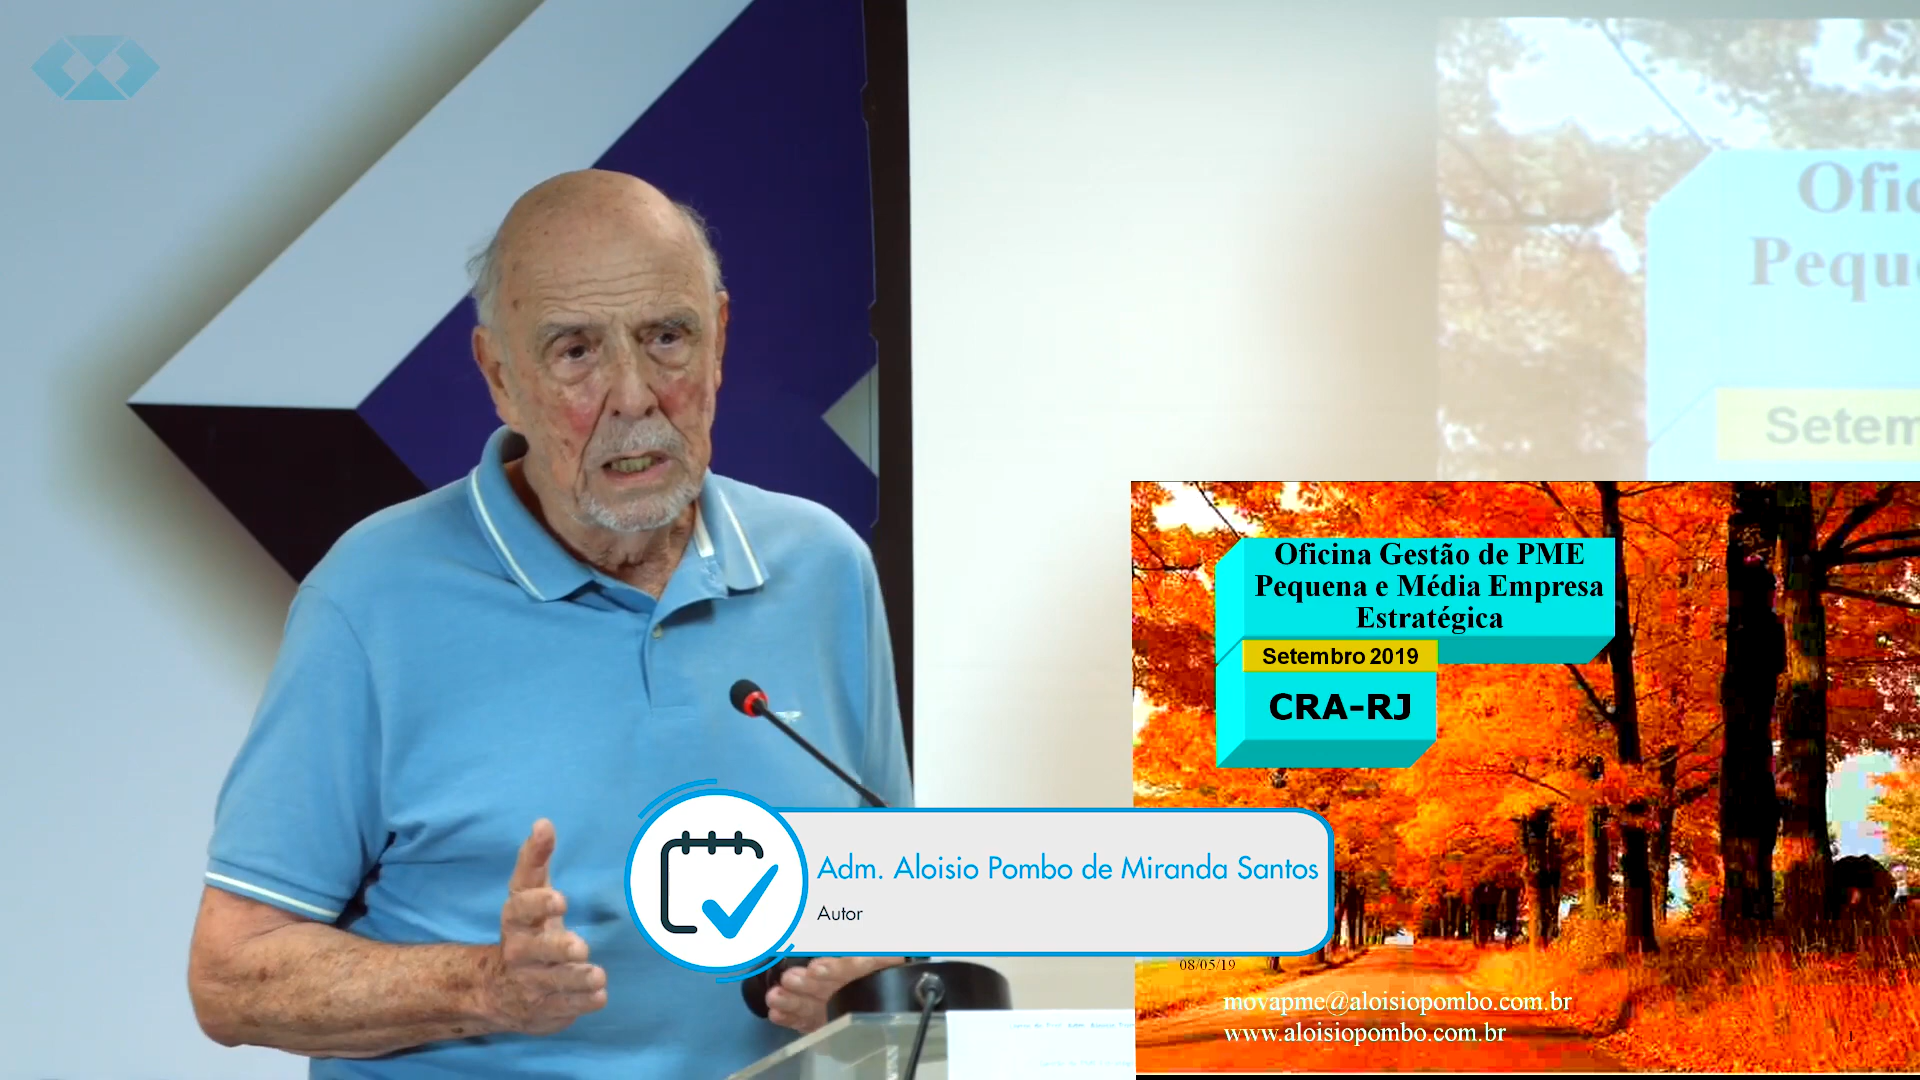 Ofic
Pequ
Setem
Oficina Gestão de PME
Pequena e Média Empresa
Estratégica
Setembro 2019
CRA-RJ
Adm. Aloisio Pombo de Miranda Santos
Autor
08/05/19
movapme@aloisiopombo.com.br
www.aloisiopombo.com.br
1